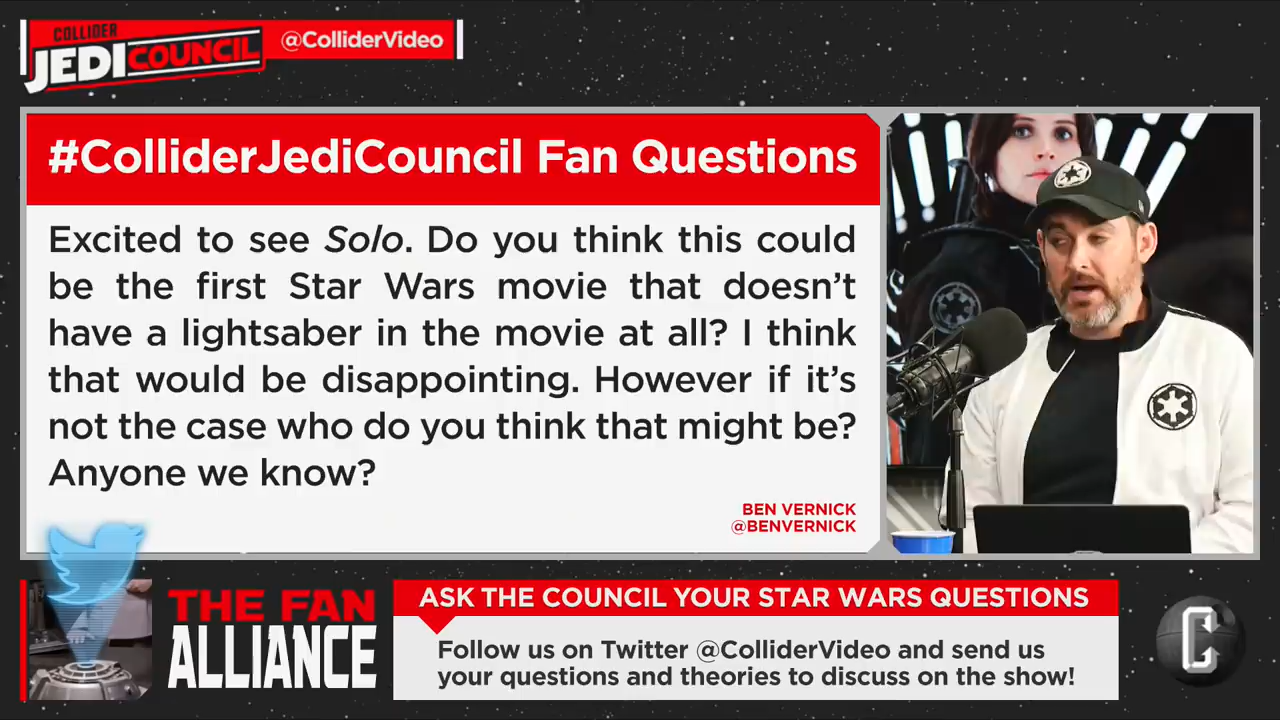 COLLIDER
JEDI COUNCIL
@ColliderVideo
#ColliderJediCouncil Fan Questions
Excited to see Solo. Do you think this could
be the first Star Wars movie that doesn't
have a lightsaber in the movie at all? I think
that would be disappointing. However if it's
not the case who do you think that might be?
Anyone we know?
BEN VERNICK
@BENVERNICK
THE FAN
ALLIANCE
ASK THE COUNCIL YOUR STAR WARS QUESTIONS
Follow us on Twitter @ColliderVideo and send us
your questions and theories to discuss on the show!
C